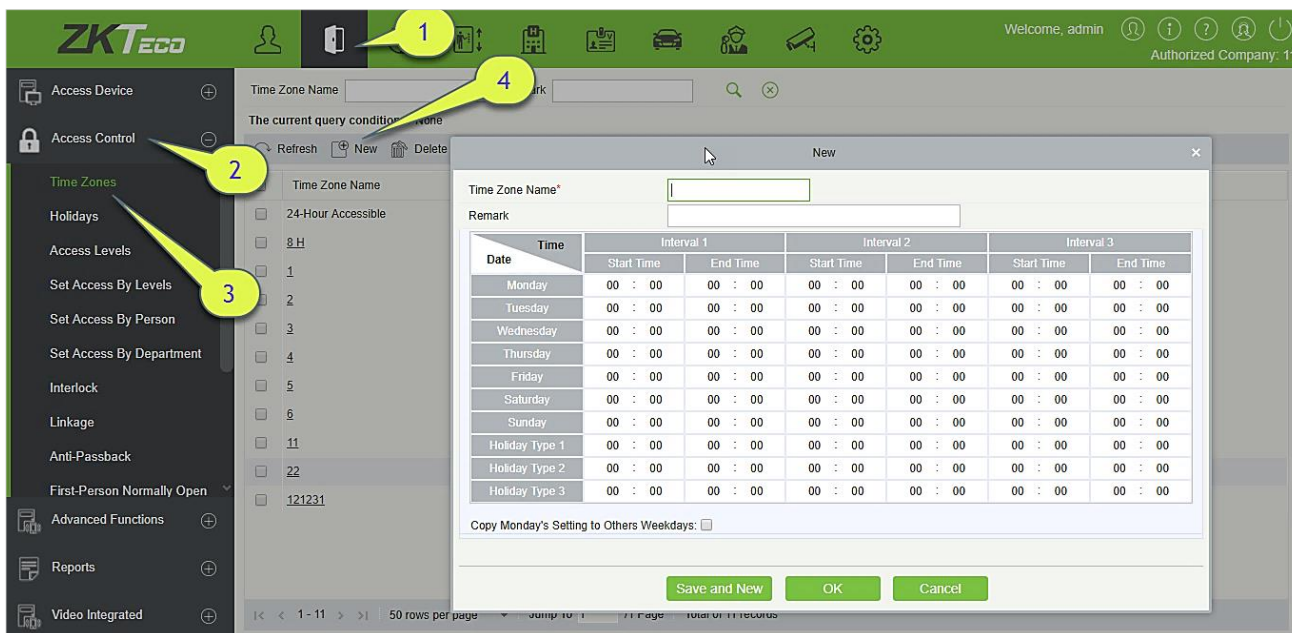 ZKTECO
1
Welcome, admin
Authorized Company: 1
Access Device
Access Control
2
Time Zones
3
Holidays
Access Levels
Set Access By Levels
Set Access By Person
Set Access By Department
Interlock
Linkage
Anti-Passback
First-Person Normally Open
Advanced Functions
Reports
Video Integrated
Time Zone Name
4
The current query condition None
Refresh New Delete
Time Zone Name
24-Hour Accessible
8 H
1
2
3
4
5
6
11
22
121231
1 - 11 50 rows per page Jump To 1 /1 Page Total of 11 records
New
Time Zone Name*
Remark
Time Interval 1 Interval 2 Interval 3
Date Start Time End Time Start Time End Time Start Time End Time
Monday 00 : 00 00 : 00 00 : 00 00 : 00 00 : 00 00 : 00
Tuesday 00 : 00 00 : 00 00 : 00 00 : 00 00 : 00 00 : 00
Wednesday 00 : 00 00 : 00 00 : 00 00 : 00 00 : 00 00 : 00
Thursday 00 : 00 00 : 00 00 : 00 00 : 00 00 : 00 00 : 00
Friday 00 : 00 00 : 00 00 : 00 00 : 00 00 : 00 00 : 00
Saturday 00 : 00 00 : 00 00 : 00 00 : 00 00 : 00 00 : 00
Sunday 00 : 00 00 : 00 00 : 00 00 : 00 00 : 00 00 : 00
Holiday Type 1 00 : 00 00 : 00 00 : 00 00 : 00 00 : 00 00 : 00
Holiday Type 2 00 : 00 00 : 00 00 : 00 00 : 00 00 : 00 00 : 00
Holiday Type 3 00 : 00 00 : 00 00 : 00 00 : 00 00 : 00 00 : 00
Copy Monday's Setting to Others Weekdays:
Save and New OK Cancel